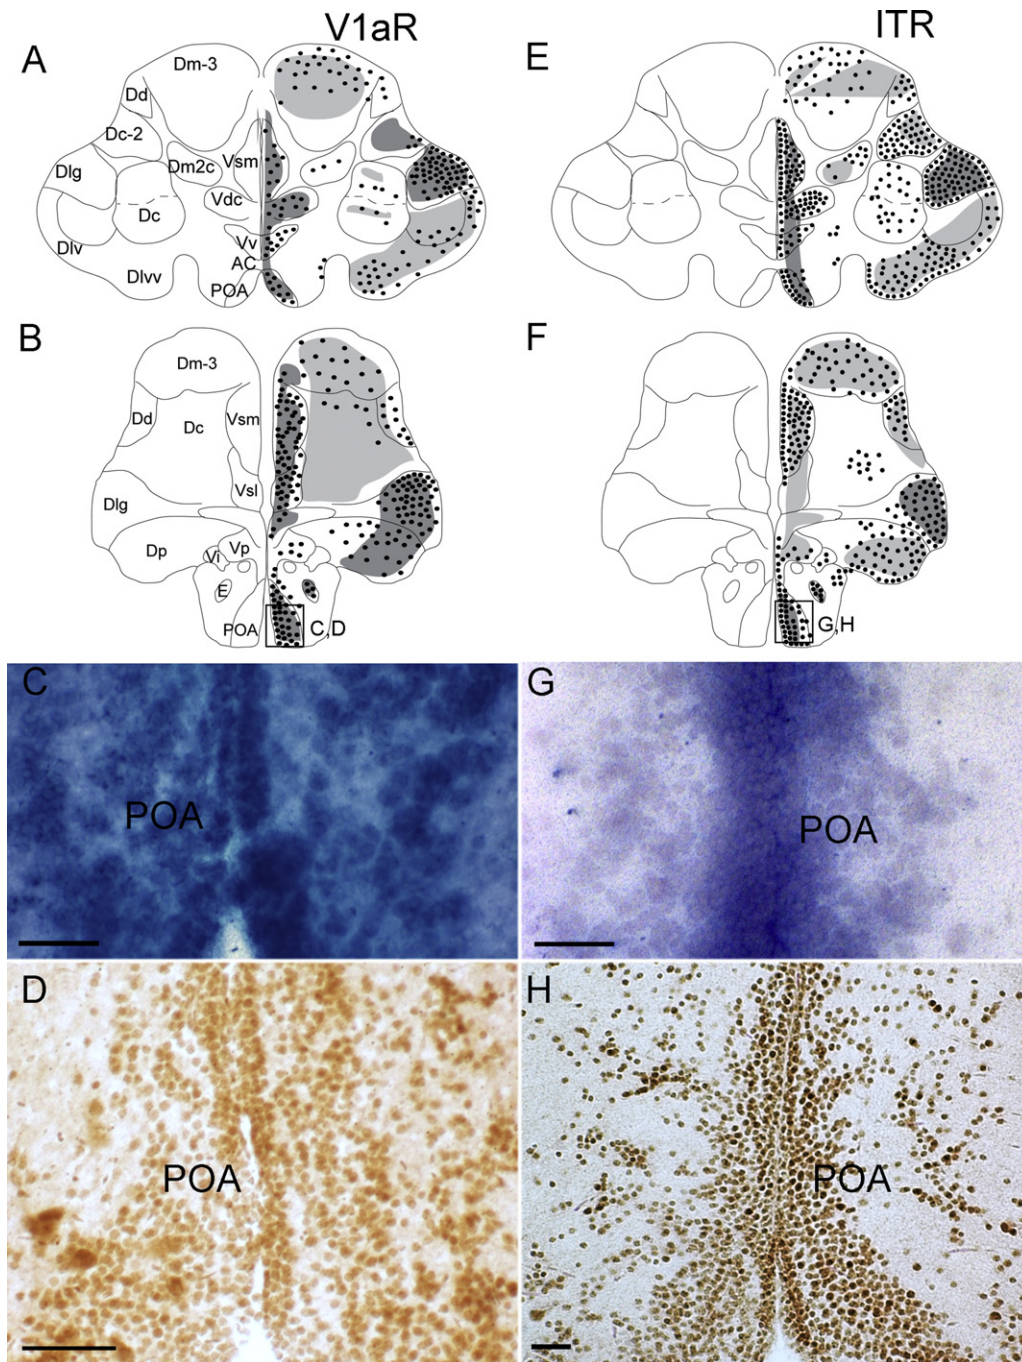 V1aR
ITR
A
Dm-3
Dd
Dc-2
Dm2c
Vsm
Dlg
Vdc
Dc
Dlv
Vv
AC
Dlvv
POA
E
B
Dm-3
Dd
Dc
Vsm
Vsl
Dlg
Dp
Vi
Vp
E
POA
C,D
F
G,H
C
POA
G
POA
D
POA
H
POA